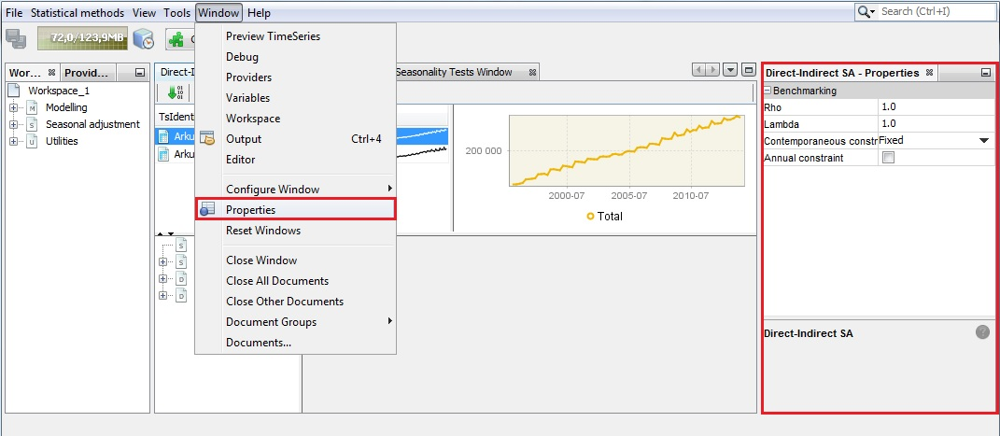 File Statistical methods View Tools Window Help Search (Ctrl+I)
72,0/123,9MB
Wor... Provid...
Workspace_1
Modelling
Seasonal adjustment
Utilities
Direct-I
TsIdenti
Arku
Arku
Preview TimeSeries
Debug
Providers
Variables
Workspace
Output Ctrl+4
Editor
Configure Window
Properties
Reset Windows
Close Window
Close All Documents
Close Other Documents
Document Groups
Documents...
Seasonality Tests Window
200 000
2000-07 2005-07 2010-07
Total
Direct-Indirect SA - Properties
Benchmarking
Rho 1.0
Lambda 1.0
Contemporaneous constr Fixed
Annual constraint
Direct-Indirect SA